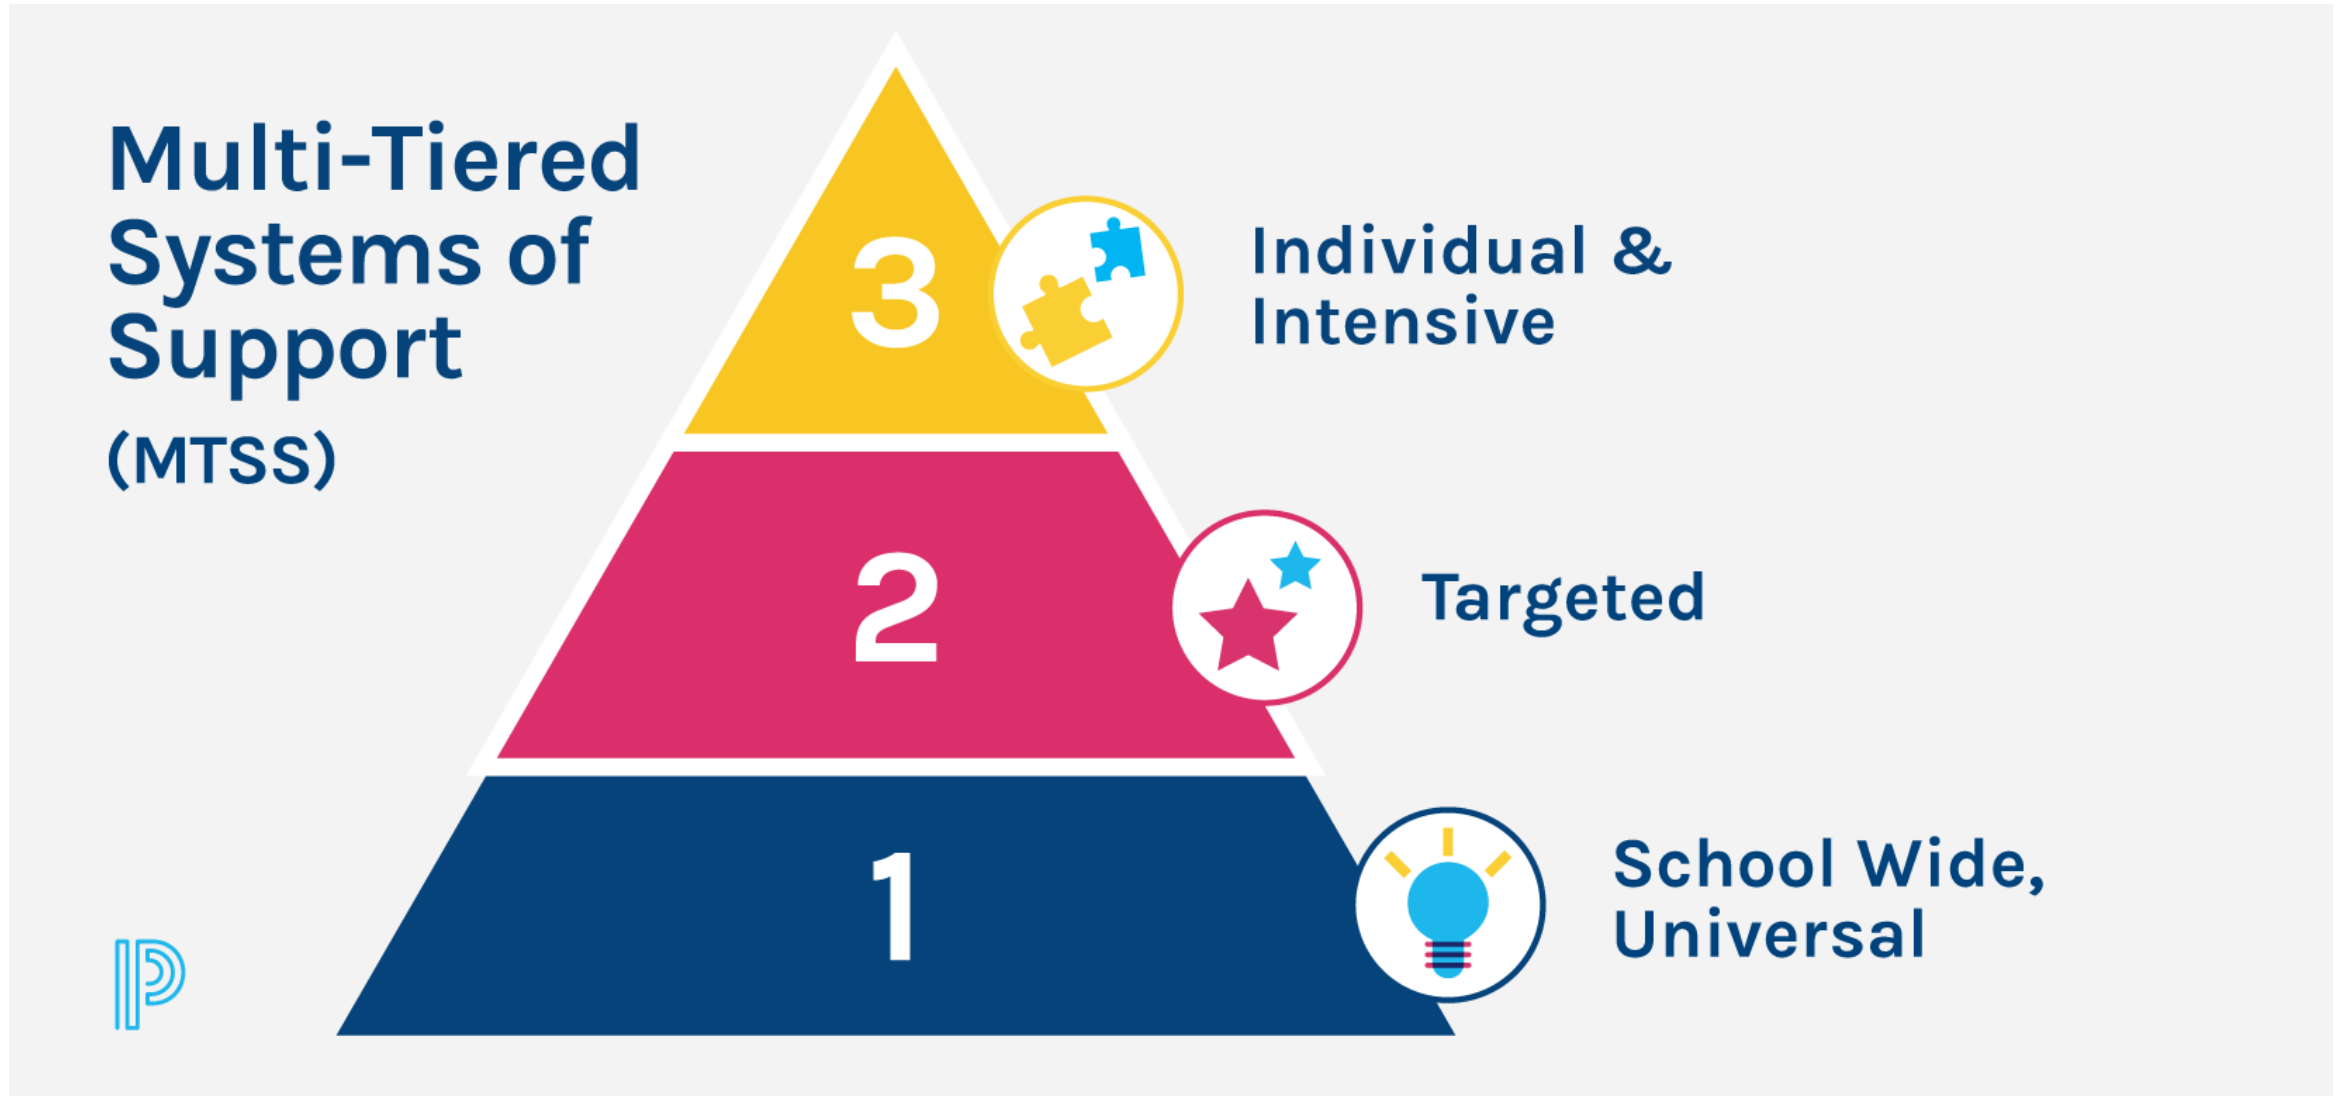 Multi-Tiered
Systems of
Support
(MTSS)
3
Individual &
Intensive
2
Targeted
1
School Wide,
Universal